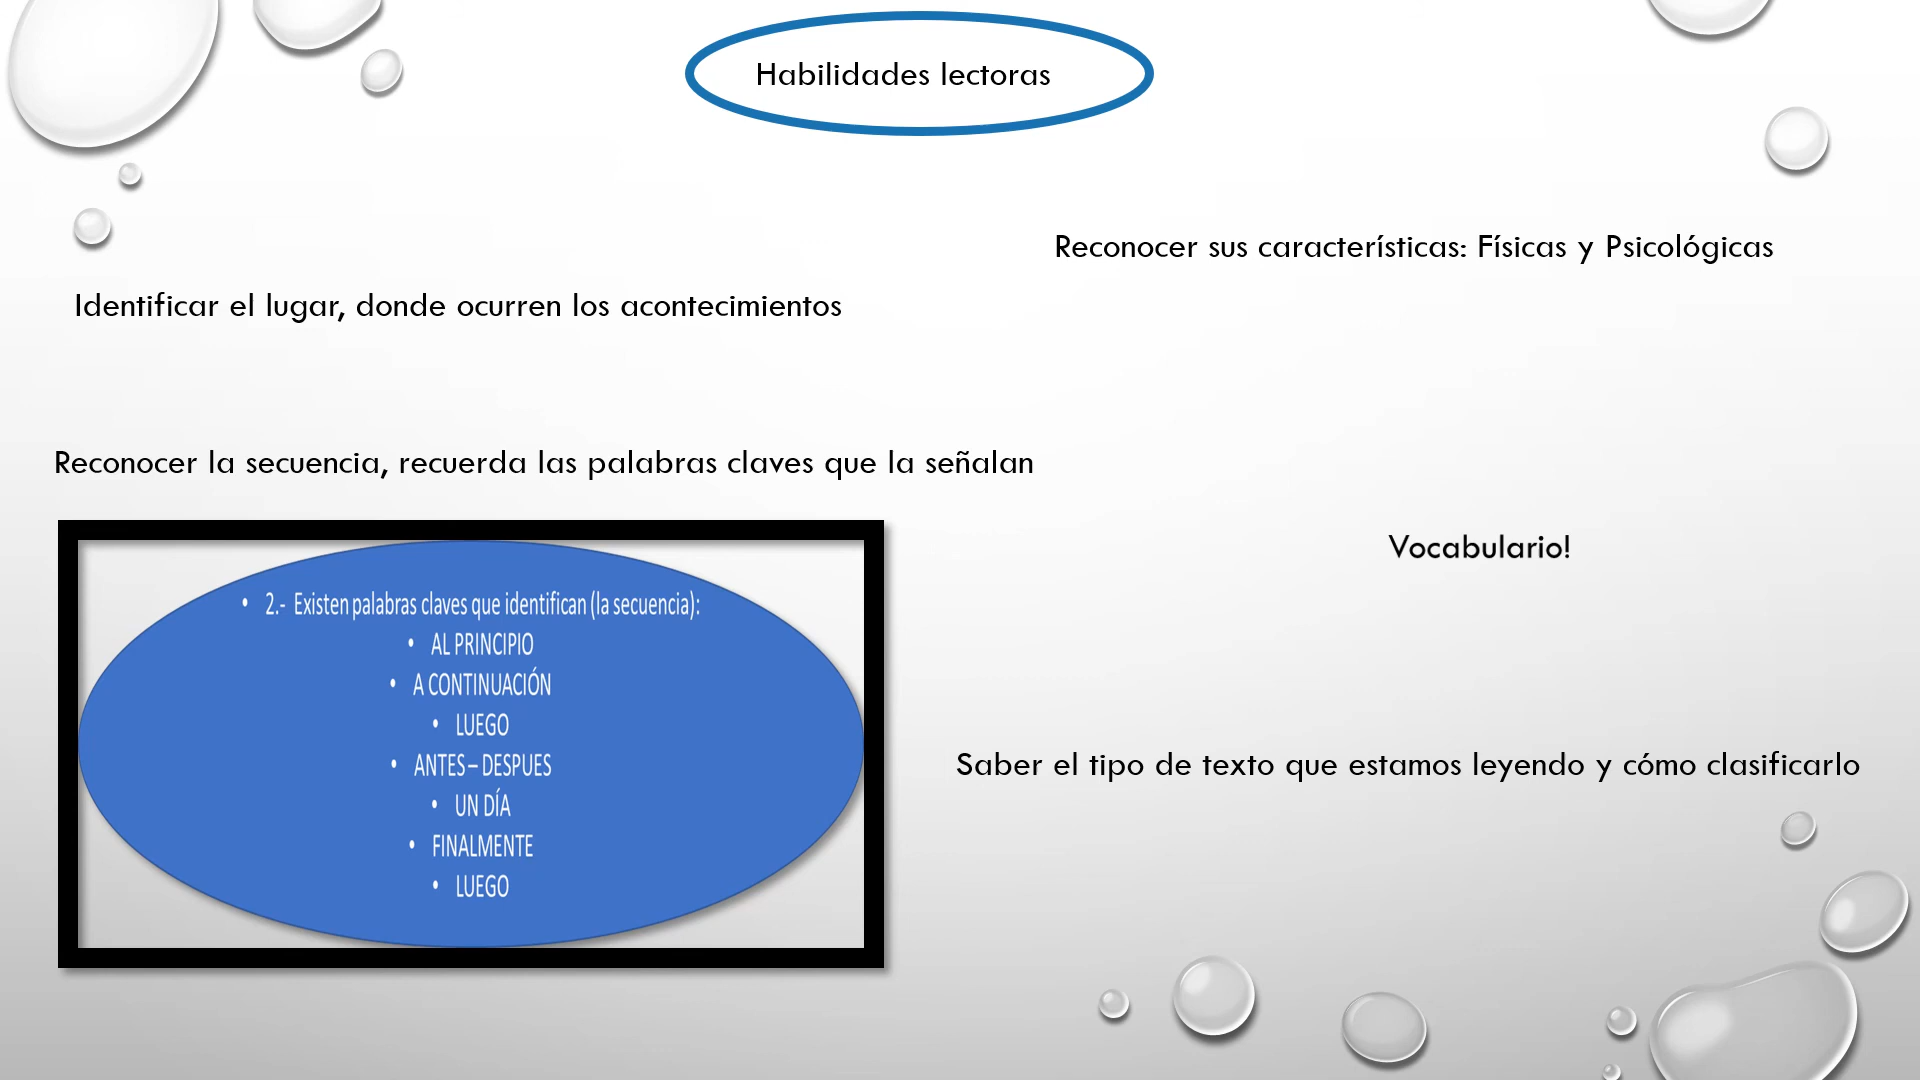 Habilidades lectoras
Reconocer sus características: Físicas y Psicológicas
Identificar el lugar, donde ocurren los acontecimientos
Reconocer la secuencia, recuerda las palabras claves que la señalan
• 2.- Existen palabras claves que identifican (la secuencia):
• AL PRINCIPIO
• A CONTINUACIÓN
• LUEGO
• ANTES – DESPUES
• UN DÍA
• FINALMENTE
• LUEGO
Vocabulario!
Saber el tipo de texto que estamos leyendo y cómo clasificarlo